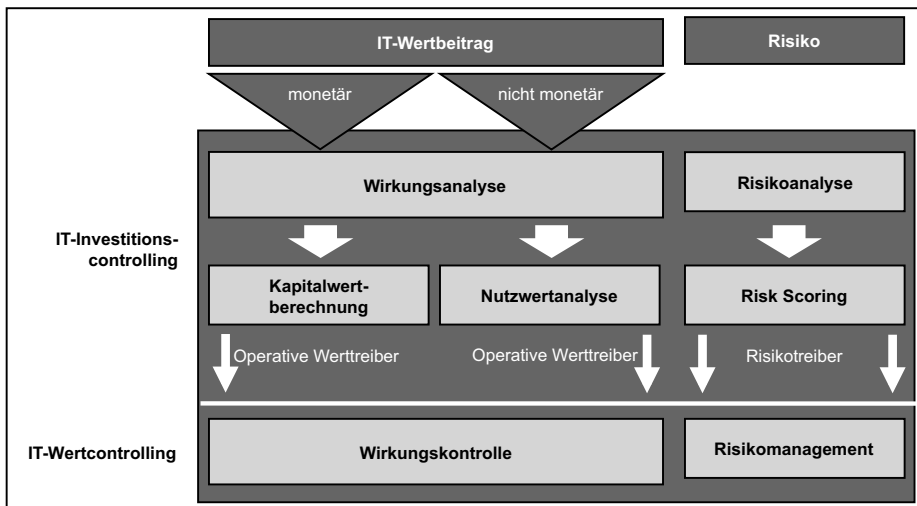 IT-Wertbeitrag
Risiko
monetär
nicht monetär
Wirkungsanalyse
Risikoanalyse
IT-Investitions-
controlling
Kapitalwert-
berechnung
Nutzwertanalyse
Risk Scoring
Operative Werttreiber
Operative Werttreiber
Risikotreiber
IT-Wertcontrolling
Wirkungskontrolle
Risikomanagement